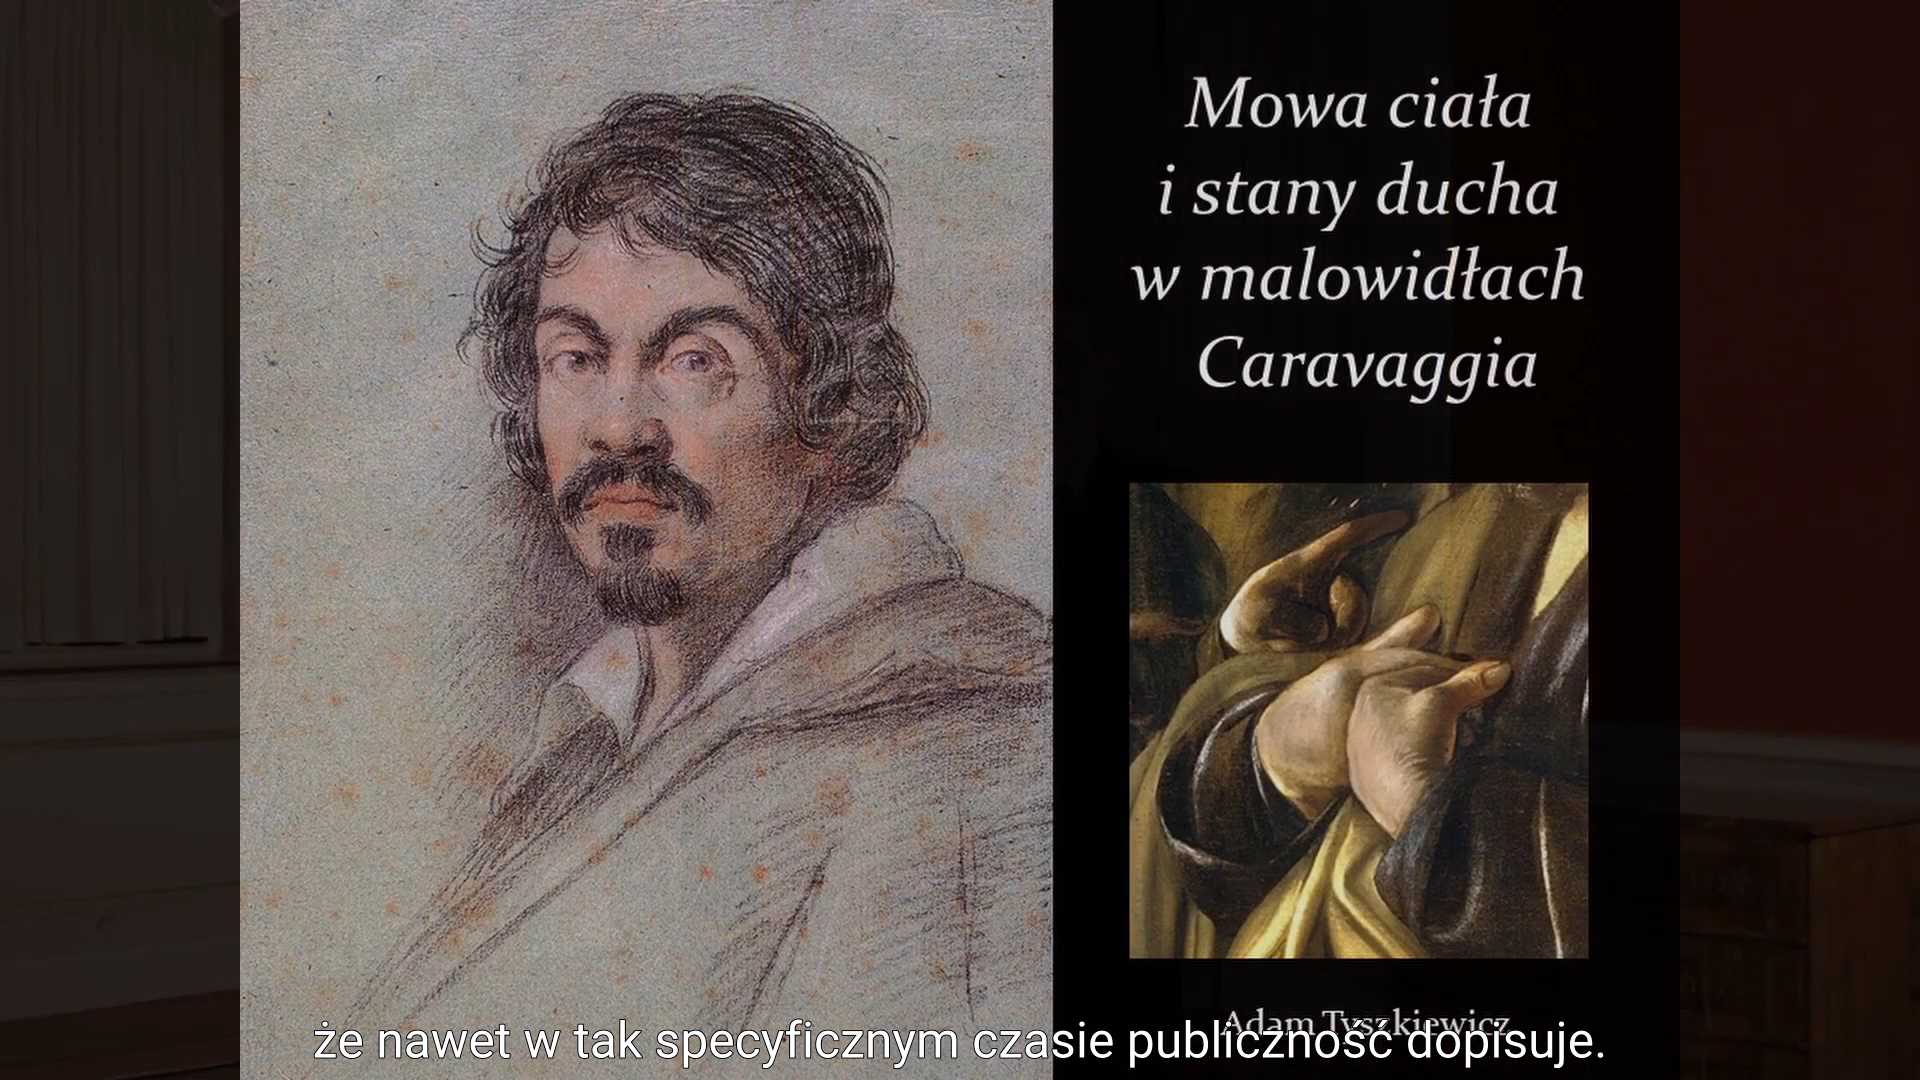 Mowa ciała
i stany ducha
w malowidłach
Caravaggia
Adam Tyszkiewicz
że nawet w tak specyficznym czasie publiczność dopisuje.